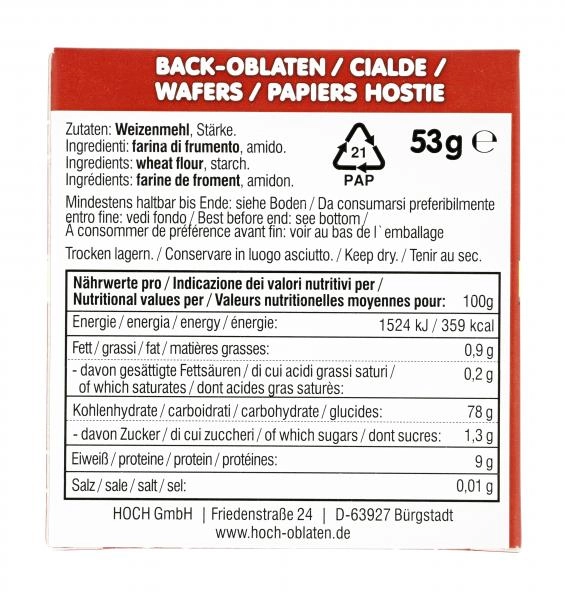 BACK-OBLATEN / CIALDE /
WAFERS / PAPIERS HOSTIE
Zutaten: Weizenmehl, Stärke.
Ingredienti: farina di frumento, amido.
Ingredients: wheat flour, starch.
Ingrédients: farine de froment, amidon.
21
PAP
53g ℮
Mindestens haltbar bis Ende: siehe Boden / Da consumarsi preferibilmente
entro fine: vedi fondo / Best before end: see bottom /
A consommer de préférence avant fin: voir au bas de l`emballage
Trocken lagern. / Conservare in luogo asciutto. / Keep dry. / Tenir au sec.
Nährwerte pro / Indicazione dei valori nutritivi per /
Nutritional values per / Valeurs nutritionelles moyennes pour: 100g
Energie / energia / energy / énergie: 1524 kJ / 359 kcal
Fett / grassi / fat / matières grasses: 0,9 g
- davon gesättigte Fettsäuren / di cui acidi grassi saturi /
of which saturates / dont acides gras saturès: 0,2 g
Kohlenhydrate / carboidrati / carbohydrate / glucides: 78 g
- davon Zucker / di cui zuccheri / of which sugars / dont sucres: 1,3 g
Eiweiß / proteine / protein / protéines: 9 g
Salz / sale / salt / sel: 0,01 g
HOCH GmbH | Friedenstraße 24 | D-63927 Bürgstadt
www.hoch-oblaten.de